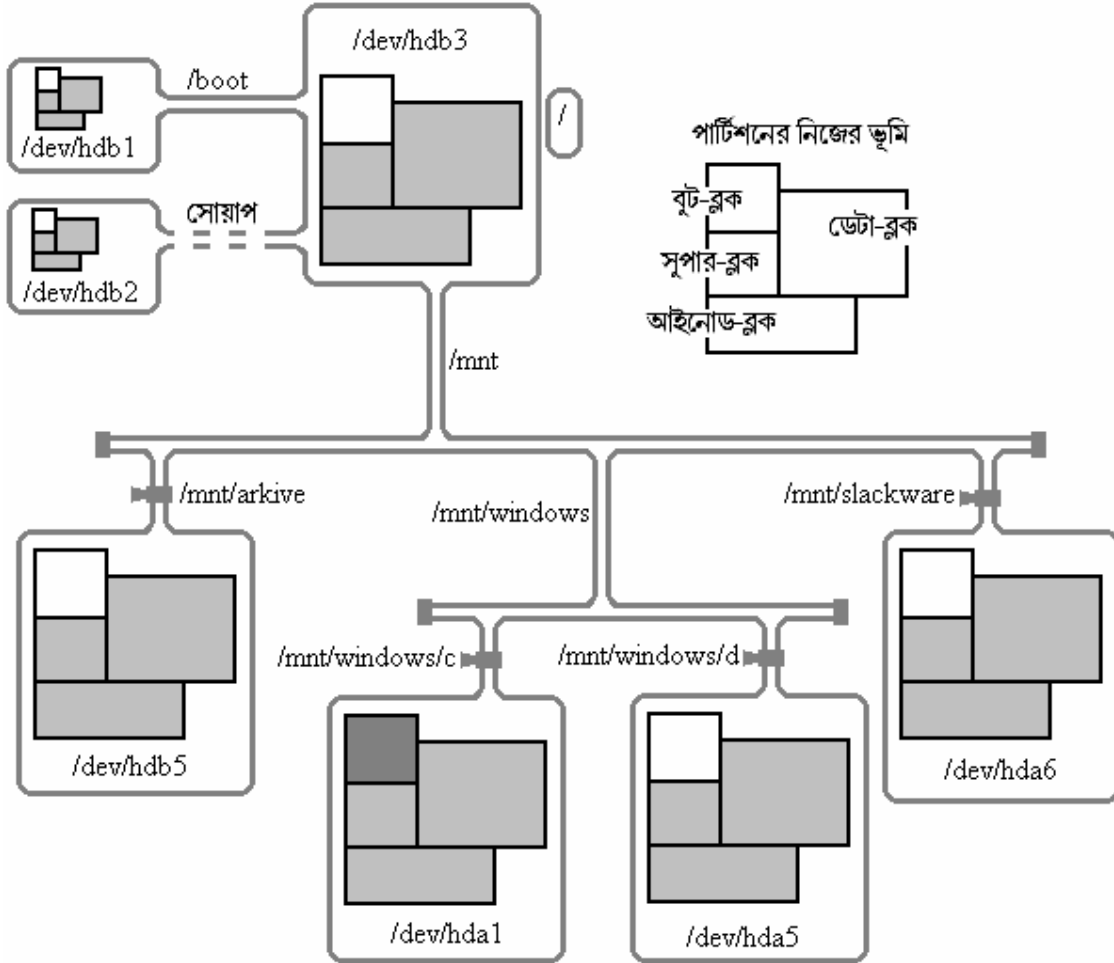 /dev/hdb3
/boot
/dev/hdb1
/
সোয়াপ
/dev/hdb2
পার্টিশনের নিজের ভূমি
বুট-ব্লক
ডেটা-ব্লক
সুপার-ব্লক
আইনোড-ব্লক
/mnt
/mnt/arkive
/mnt/windows
/mnt/slackware
/mnt/windows/c
/mnt/windows/d
/dev/hdb5
/dev/hda6
/dev/hda1
/dev/hda5